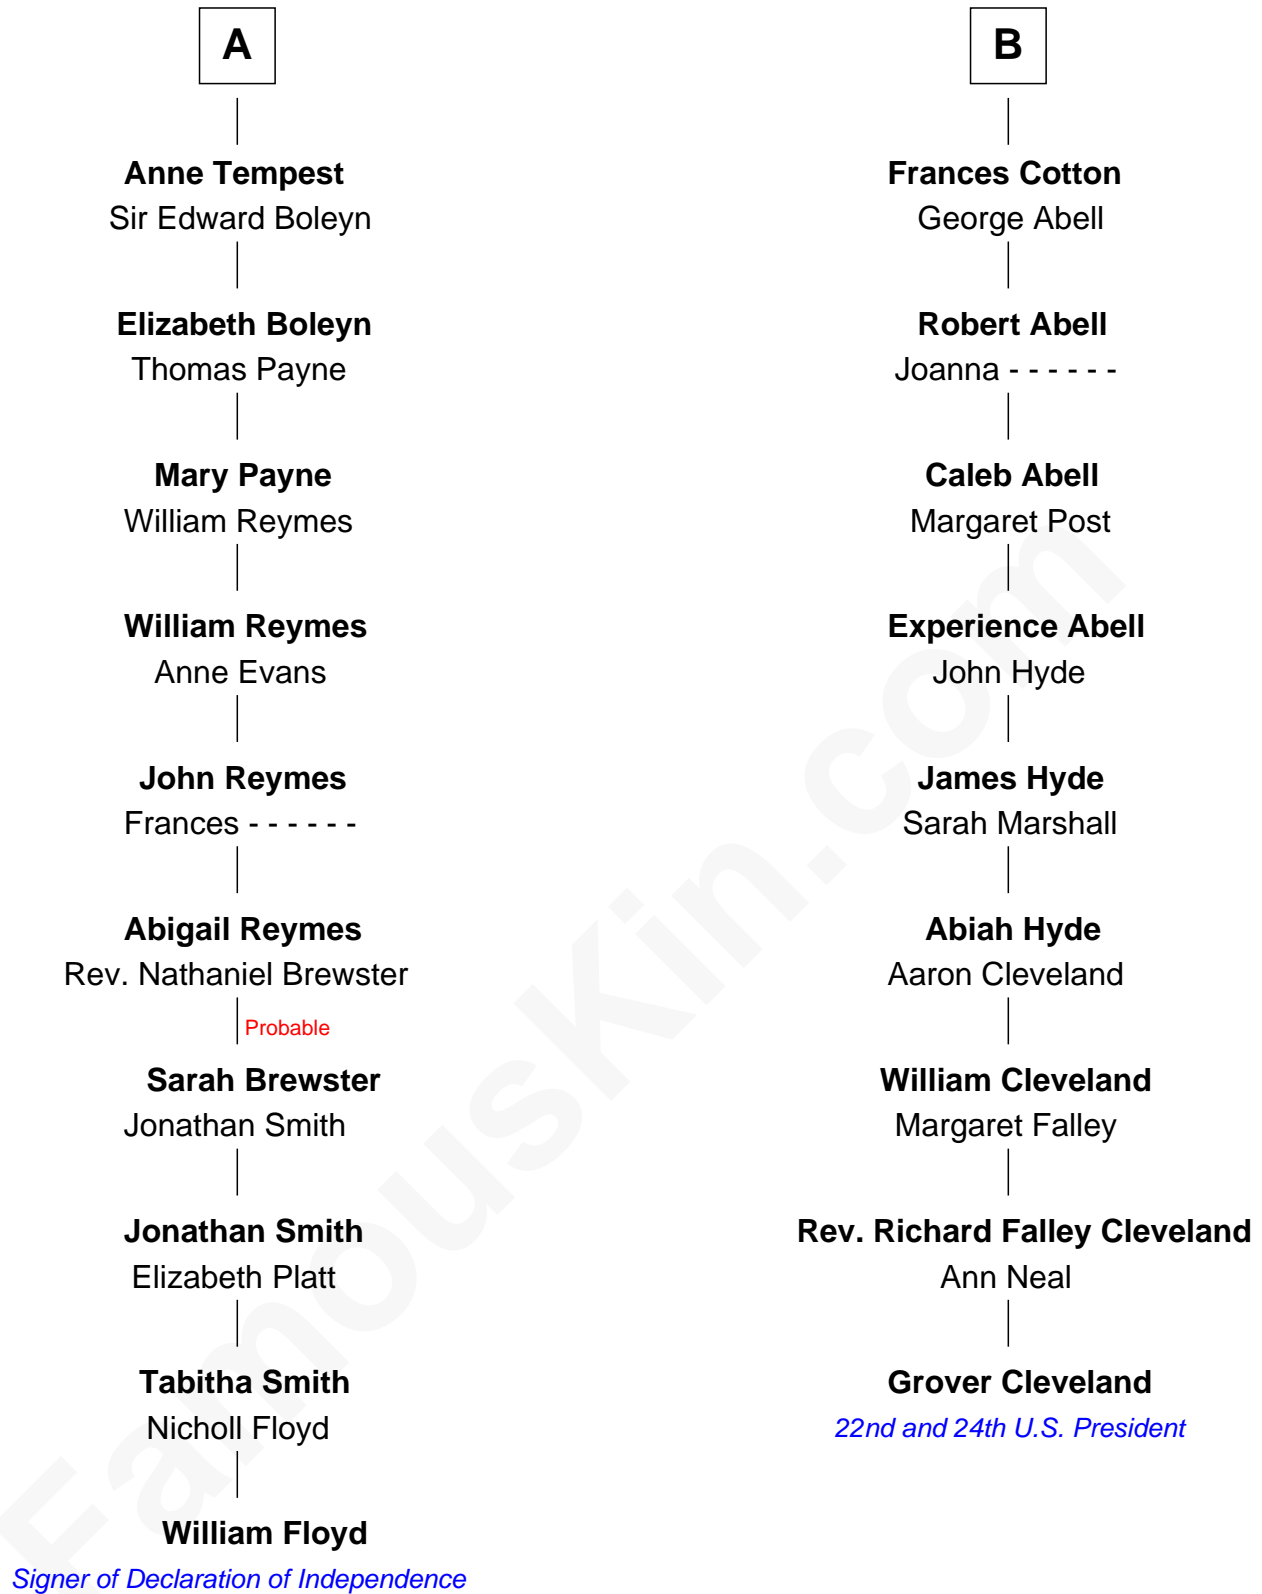 A
Anne Tempest
Sir Edward Boleyn
Elizabeth Boleyn
Thomas Payne
Mary Payne
William Reymes
William Reymes
Anne Evans
John Reymes
Frances - - - - - -
Abigail Reymes
Rev. Nathaniel Brewster
Probable
Sarah Brewster
Jonathan Smith
Jonathan Smith
Elizabeth Platt
Tabitha Smith
Nicholl Floyd
William Floyd
Signer of Declaration of Independence
B
Frances Cotton
George Abell
Robert Abell
Joanna - - - - - -
Caleb Abell
Margaret Post
Experience Abell
John Hyde
James Hyde
Sarah Marshall
Abiah Hyde
Aaron Cleveland
William Cleveland
Margaret Falley
Rev. Richard Falley Cleveland
Ann Neal
Grover Cleveland
22nd and 24th U.S. President
FamousKin.com